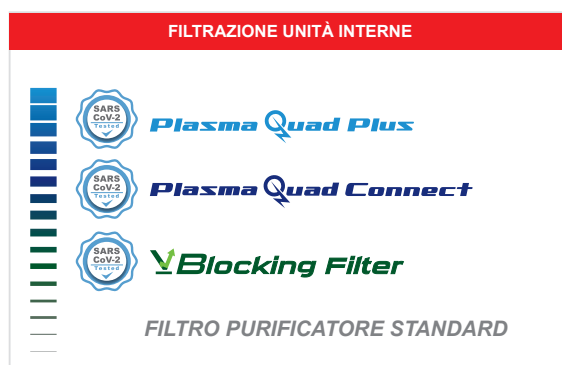 FILTRAZIONE UNITÀ INTERNE
SARS
CoV-2
Tested
Plasma Quad Plus
SARS
CoV-2
Tested
Plasma Quad Connect
SARS
CoV-2
Tested
V Blocking Filter
FILTRO PURIFICATORE STANDARD